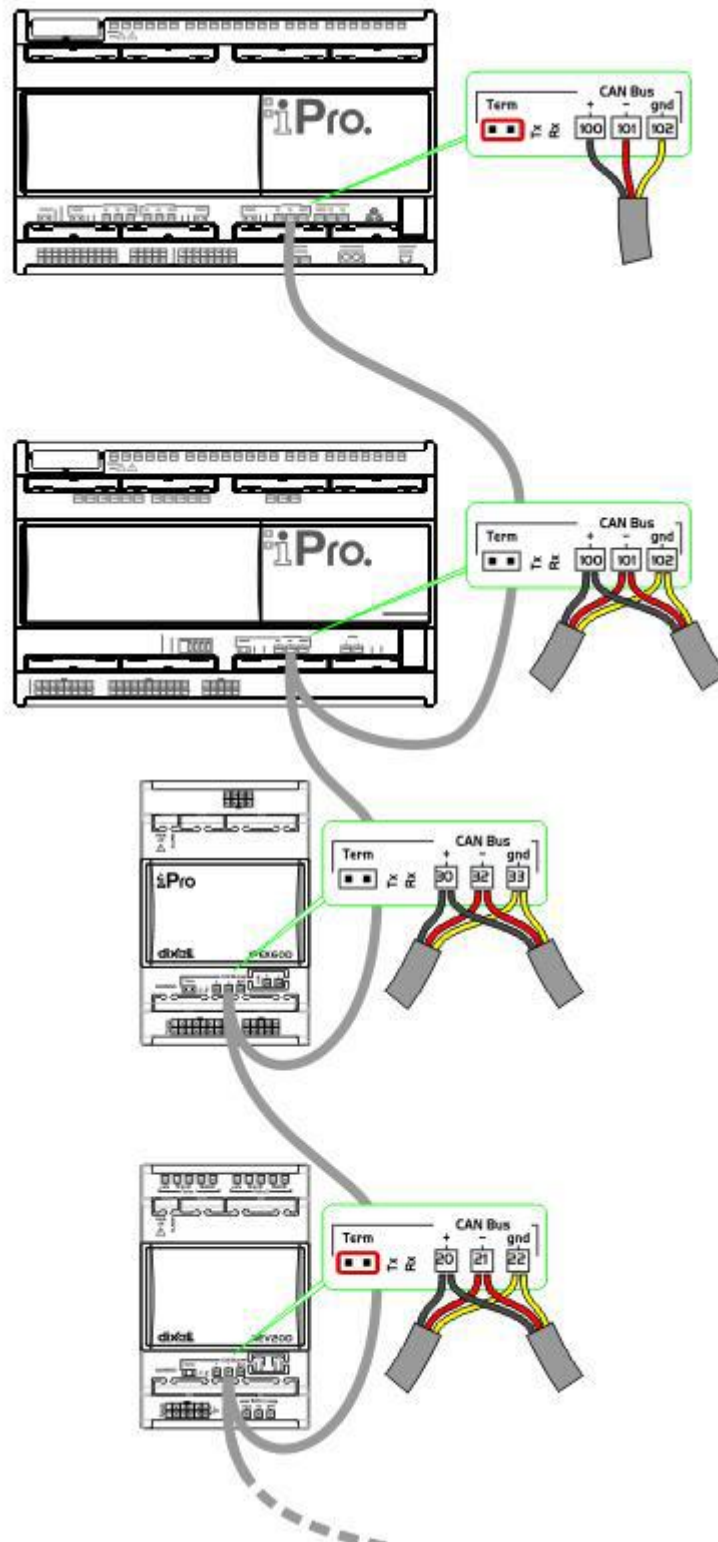 CAN Bus
Term + - gnd
Tx Rx 100 101 102
iPro.
CAN Bus
Term + - gnd
Tx Rx 100 101 102
iPro.
CAN Bus
Term + - gnd
Tx Rx 30 32 33
iPro
dixell
CAN Bus
Term + - gnd
Tx Rx 20 21 22
dixell